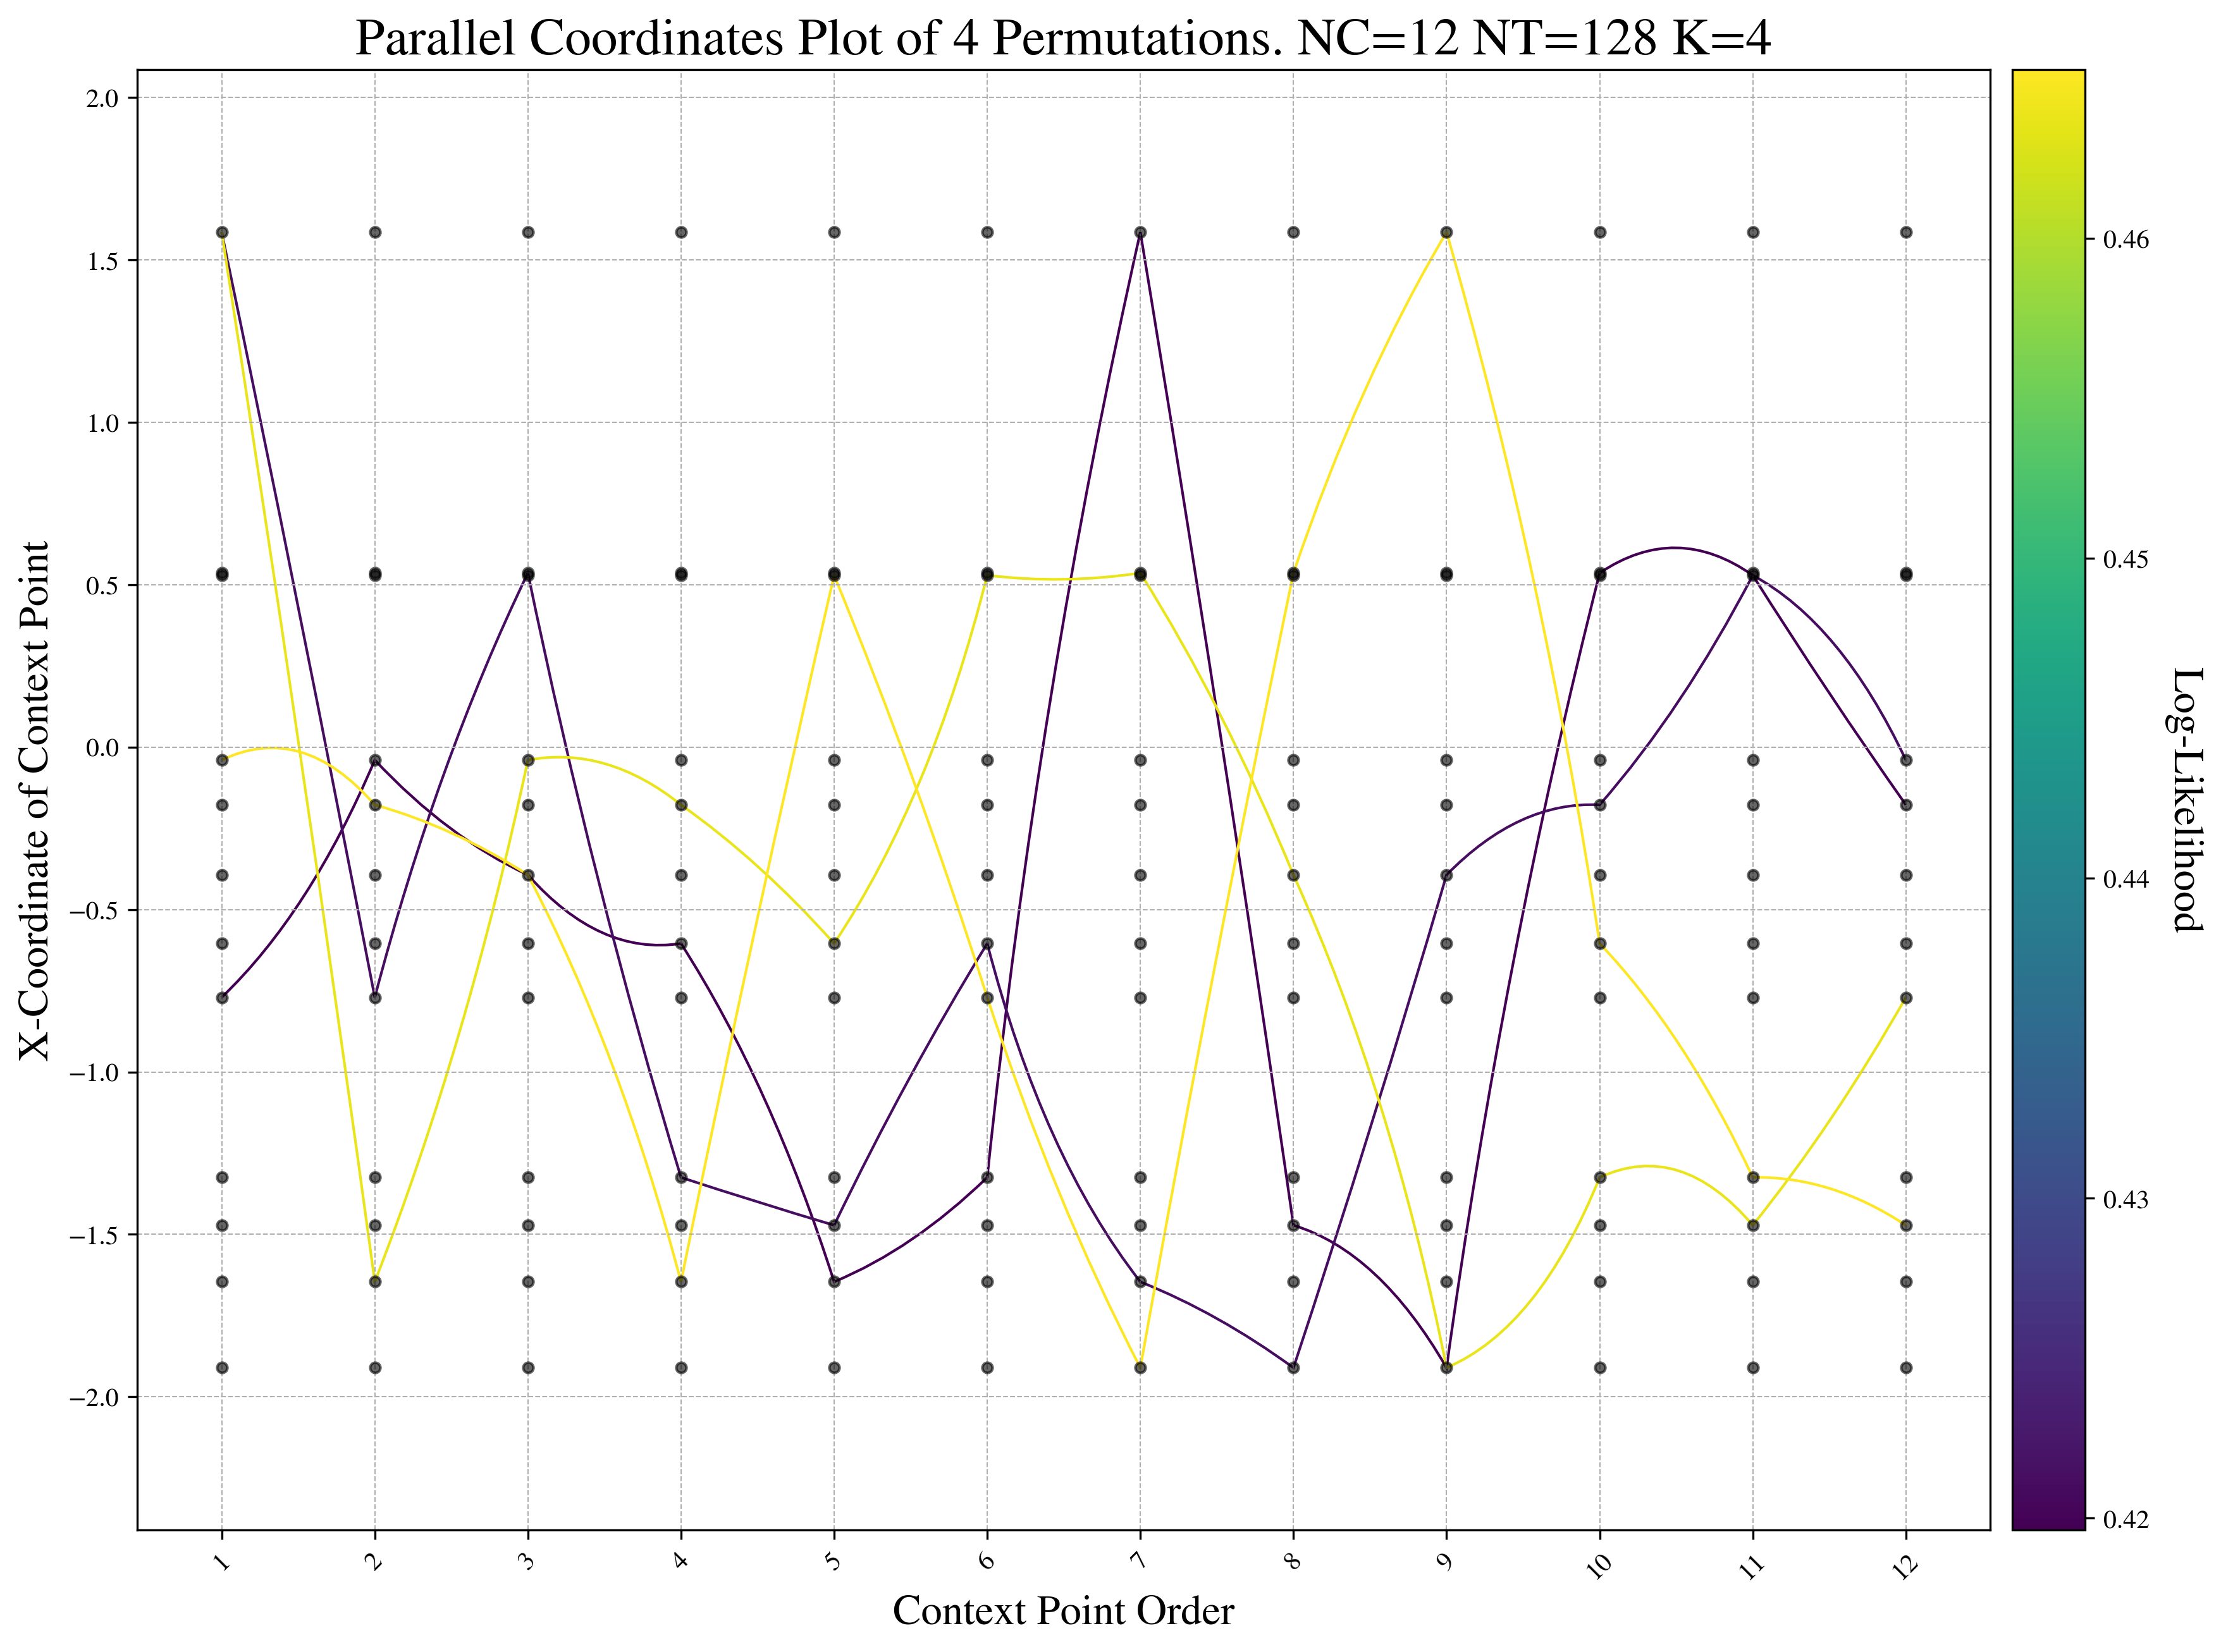 Parallel Coordinates Plot of 4 Permutations. NC=12 NT=128 K=4
2.0
1.5
1.0
0.5
0.0
−0.5
−1.0
−1.5
−2.0
X-Coordinate of Context Point
1 2 3 4 5 6 7 8 9 10 11 12
Context Point Order
0.46
0.45
0.44
0.43
0.42
Log-Likelihood